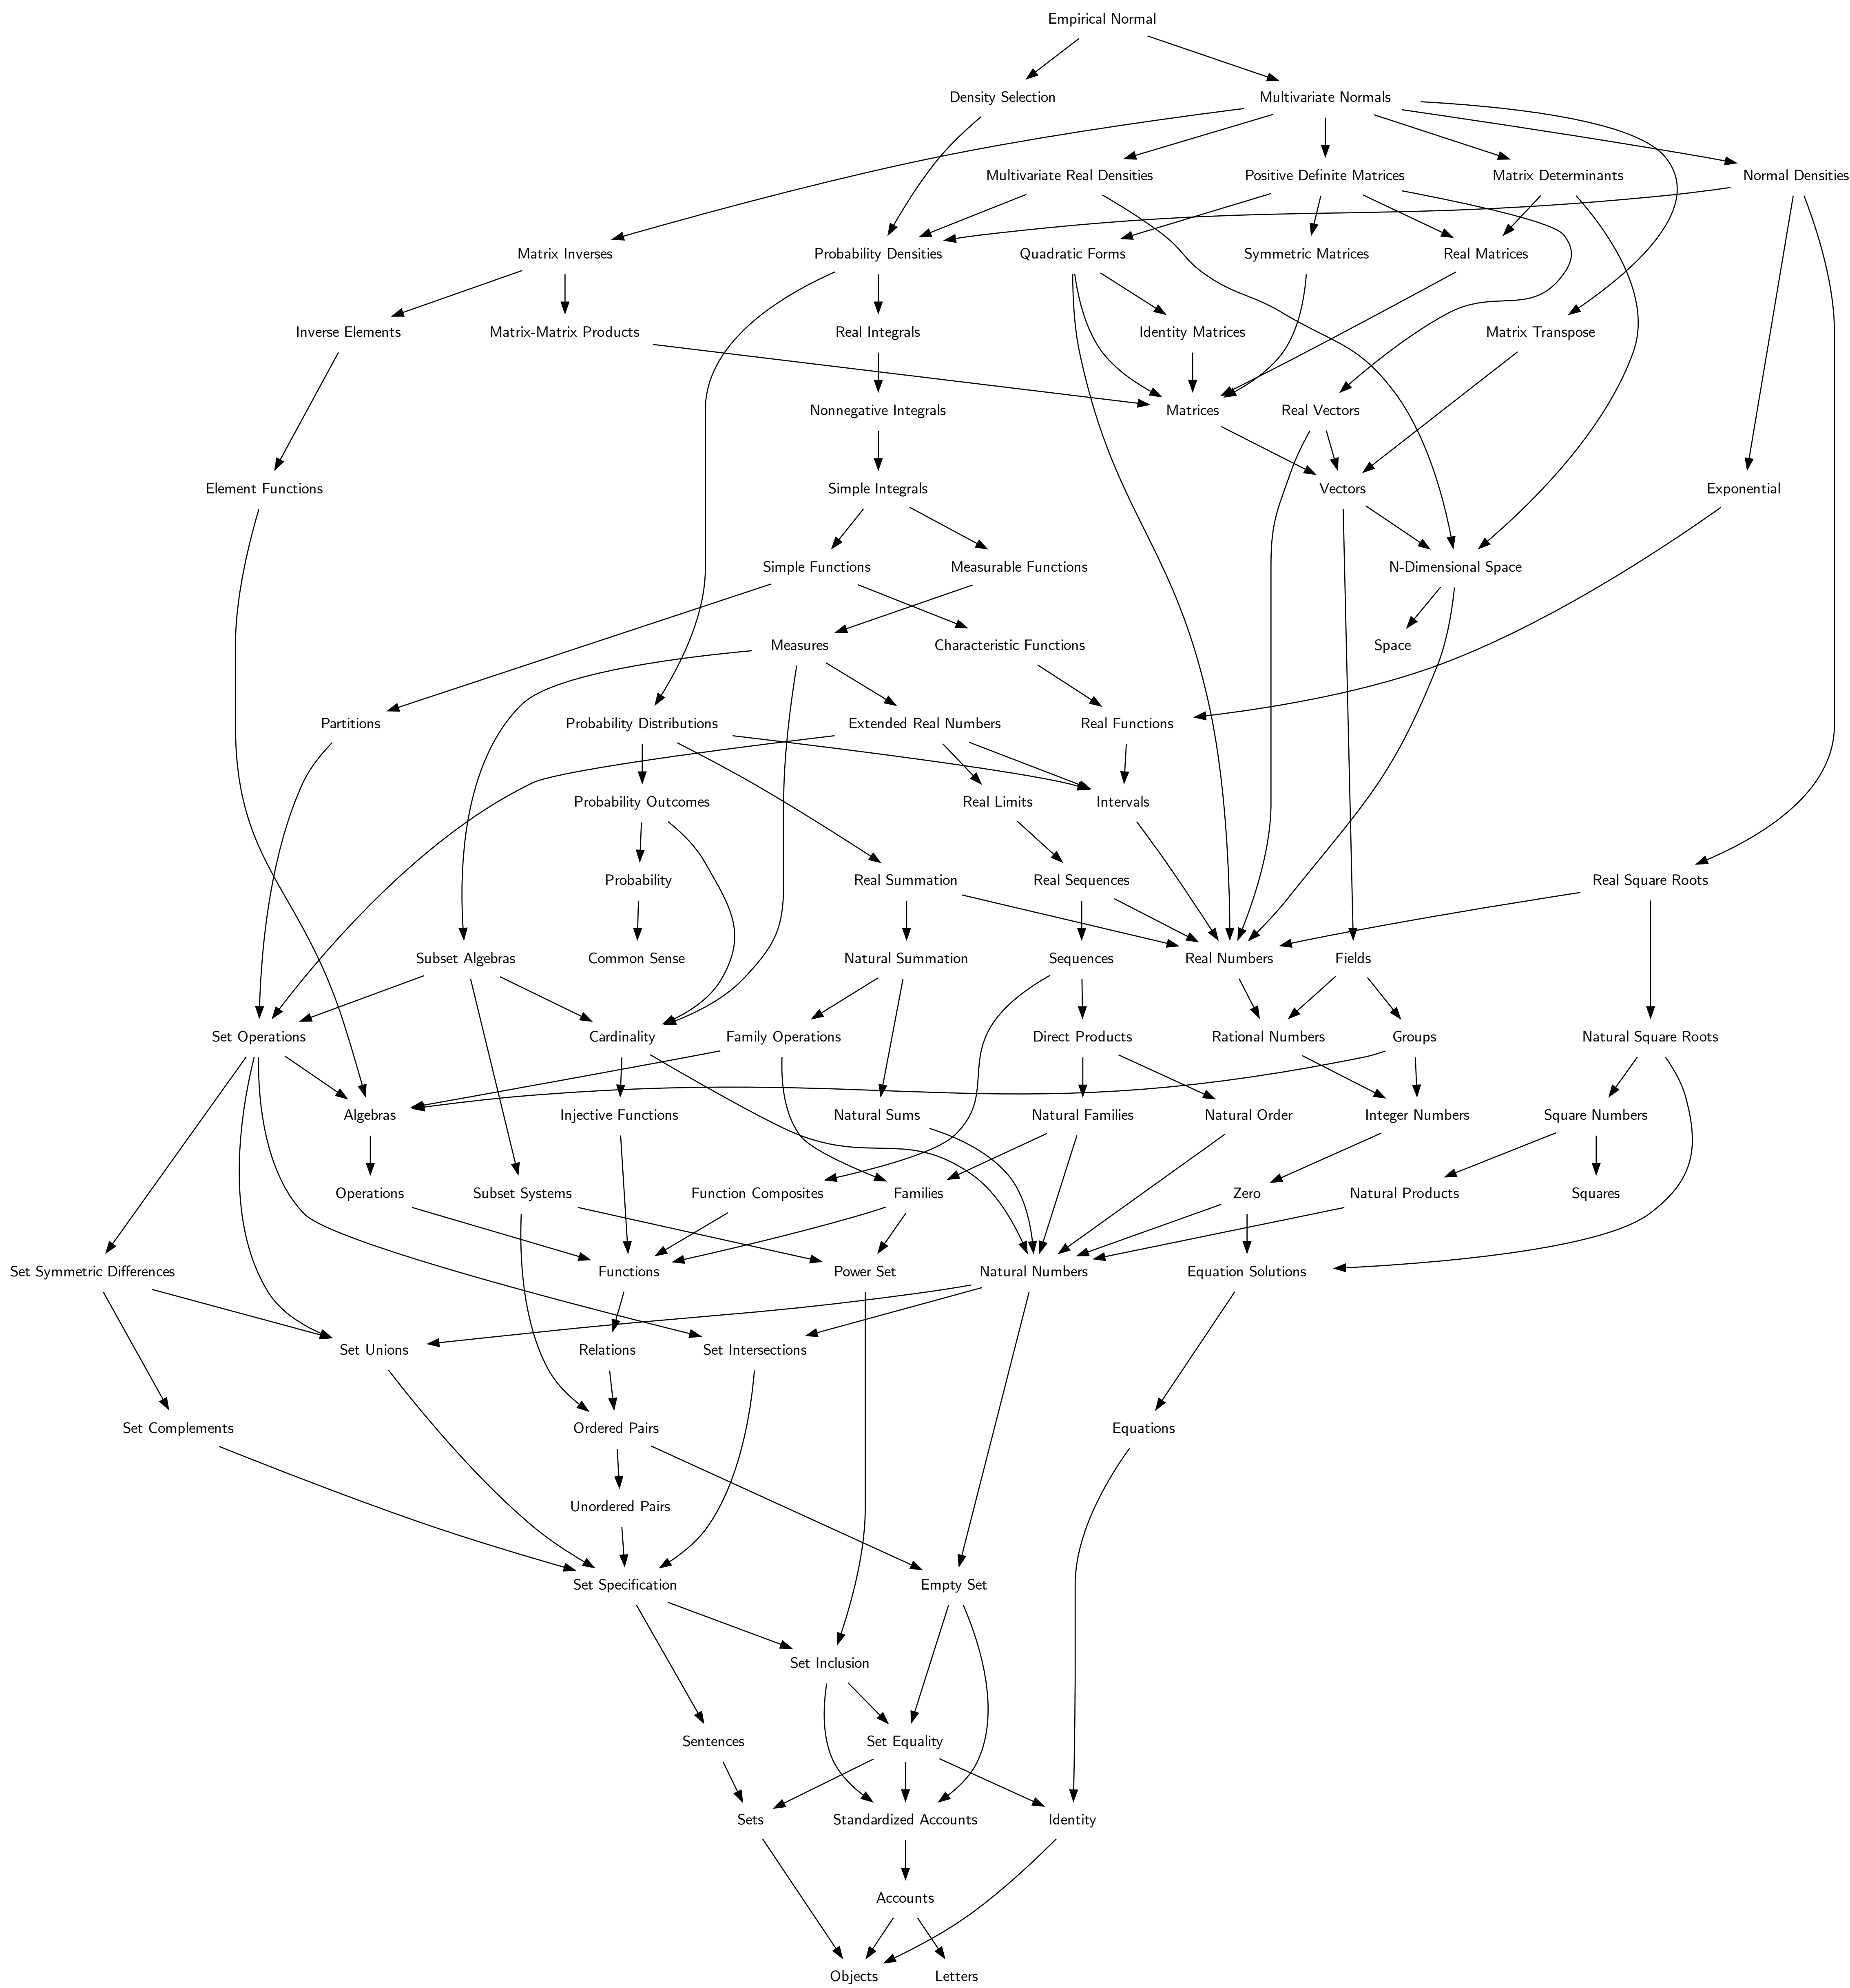 Empirical Normal
Density Selection
Multivariate Normals
Multivariate Real Densities
Positive Definite Matrices
Matrix Determinants
Normal Densities
Matrix Inverses
Probability Densities
Quadratic Forms
Symmetric Matrices
Real Matrices
Inverse Elements
Matrix-Matrix Products
Real Integrals
Identity Matrices
Matrix Transpose
Nonnegative Integrals
Matrices
Real Vectors
Element Functions
Simple Integrals
Vectors
Exponential
Simple Functions
Measurable Functions
N-Dimensional Space
Measures
Characteristic Functions
Space
Partitions
Probability Distributions
Extended Real Numbers
Real Functions
Probability Outcomes
Real Limits
Intervals
Probability
Real Summation
Real Sequences
Real Square Roots
Subset Algebras
Common Sense
Natural Summation
Sequences
Real Numbers
Fields
Set Operations
Cardinality
Family Operations
Direct Products
Rational Numbers
Groups
Natural Square Roots
Algebras
Injective Functions
Natural Sums
Natural Families
Natural Order
Integer Numbers
Square Numbers
Operations
Subset Systems
Function Composites
Families
Zero
Natural Products
Squares
Set Symmetric Differences
Functions
Power Set
Natural Numbers
Equation Solutions
Set Unions
Relations
Set Intersections
Set Complements
Ordered Pairs
Equations
Unordered Pairs
Set Specification
Empty Set
Set Inclusion
Sentences
Set Equality
Sets
Standardized Accounts
Identity
Accounts
Objects
Letters